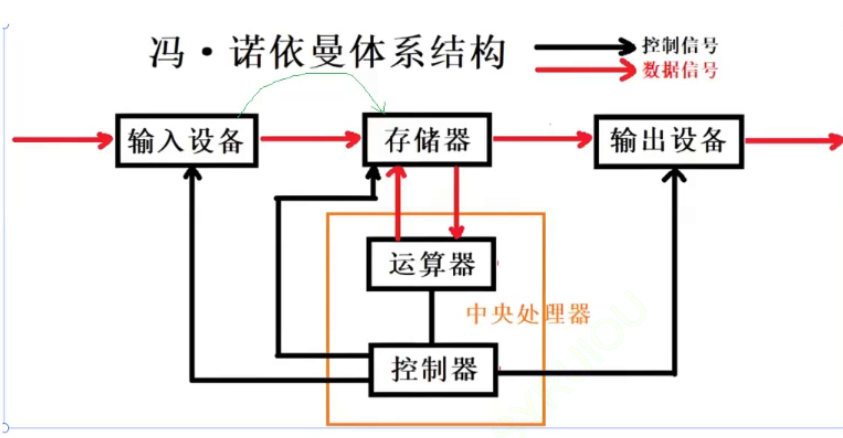 冯·诺依曼体系结构
控制信号
数据信号
输入设备
存储器
输出设备
运算器
中央处理器
控制器